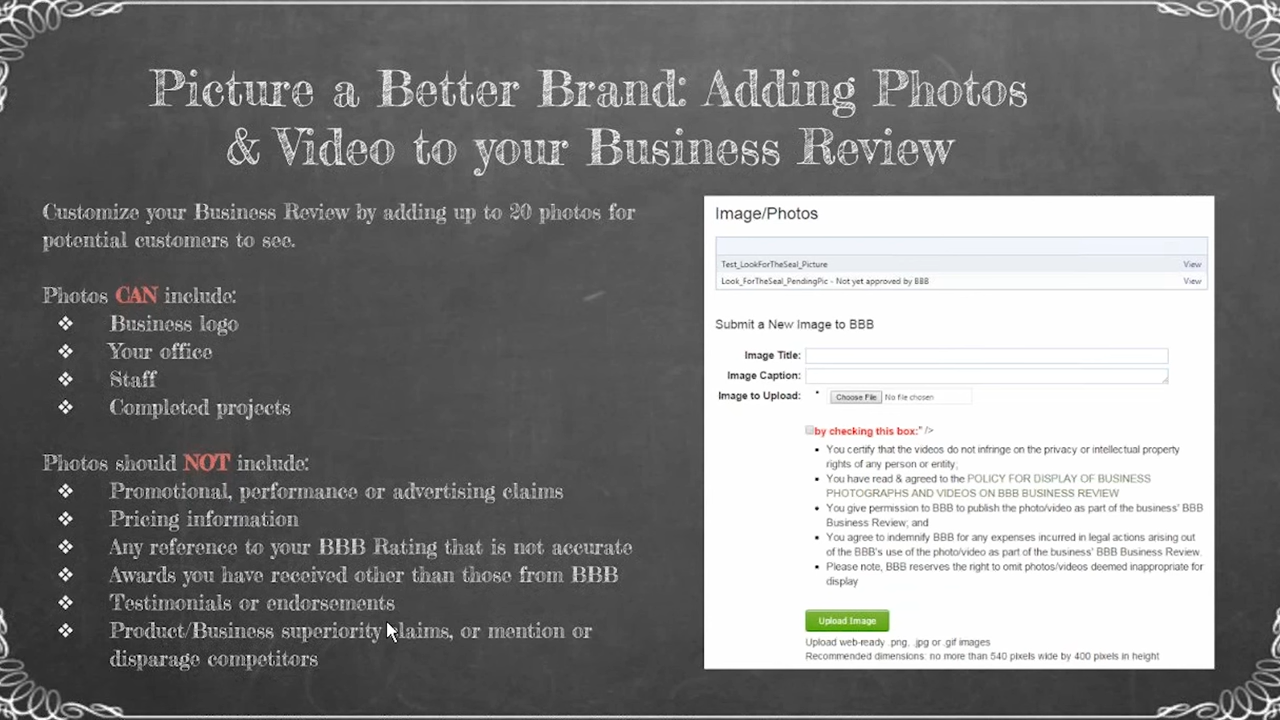 Picture a Better Brand: Adding Photos
& Video to your Business Review
Customize your Business Review by adding up to 20 photos for
potential customers to see.
Photos CAN include:
❖ Business logo
❖ Your office
❖ Staff
❖ Completed projects
Photos should NOT include:
❖ Promotional, performance or advertising claims
❖ Pricing information
❖ Any reference to your BBB Rating that is not accurate
❖ Awards you have received other than those from BBB
❖ Testimonials or endorsements
❖ Product/Business superiority claims, or mention or
disparage competitors
Image/Photos
Test_LookForTheSeal_Picture View
Look_ForTheSeal_PendingPic - Not yet approved by BBB View
Submit a New Image to BBB
Image Title:
Image Caption:
Image to Upload: • Choose File No file chosen
by checking this box:" />
▪ You certify that the videos do not infringe on the privacy or intellectual property
rights of any person or entity;
▪ You have read & agreed to the POLICY FOR DISPLAY OF BUSINESS
PHOTOGRAPHS AND VIDEOS ON BBB BUSINESS REVIEW
▪ You give permission to BBB to publish the photo/video as part of the business' BBB
Business Review; and
▪ You agree to indemnify BBB for any expenses incurred in legal actions arising out
of the BBB's use of the photo/video as part of the business' BBB Business Review.
▪ Please note, BBB reserves the right to omit photos/videos deemed inappropriate for
display
Upload Image
Upload web-ready .png, .jpg or .gif images
Recommended dimensions: no more than 540 pixels wide by 400 pixels in height